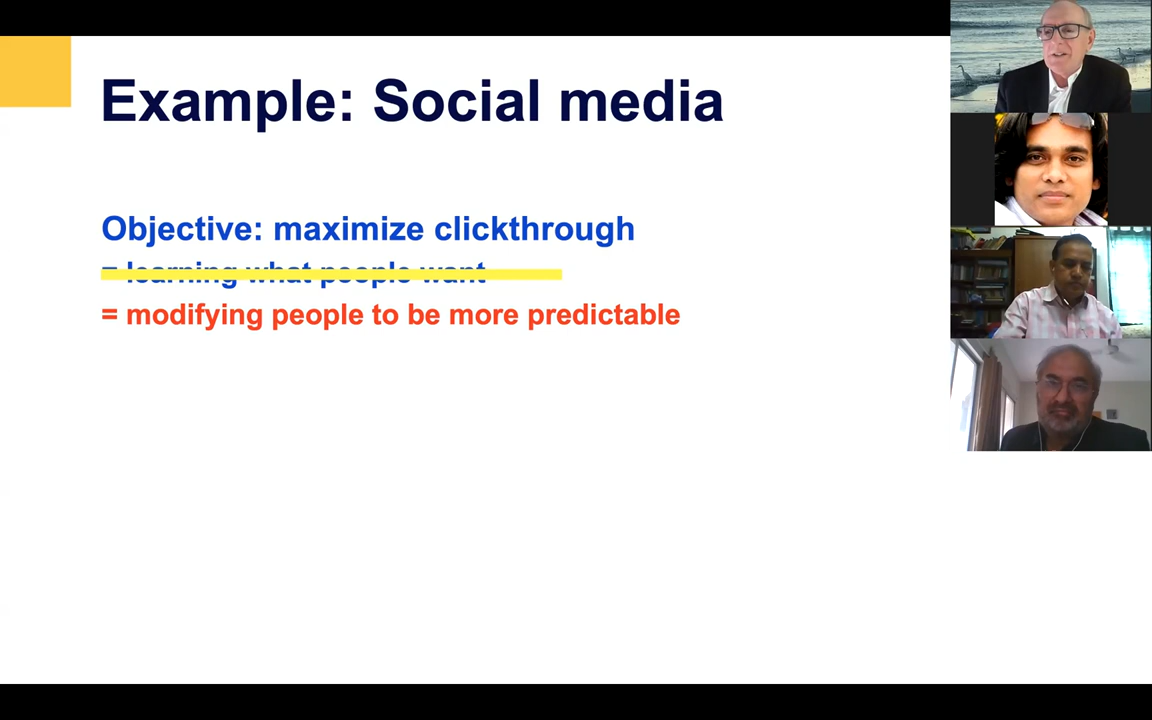 Example: Social media
Objective: maximize clickthrough
= learning what people want
= modifying people to be more predictable